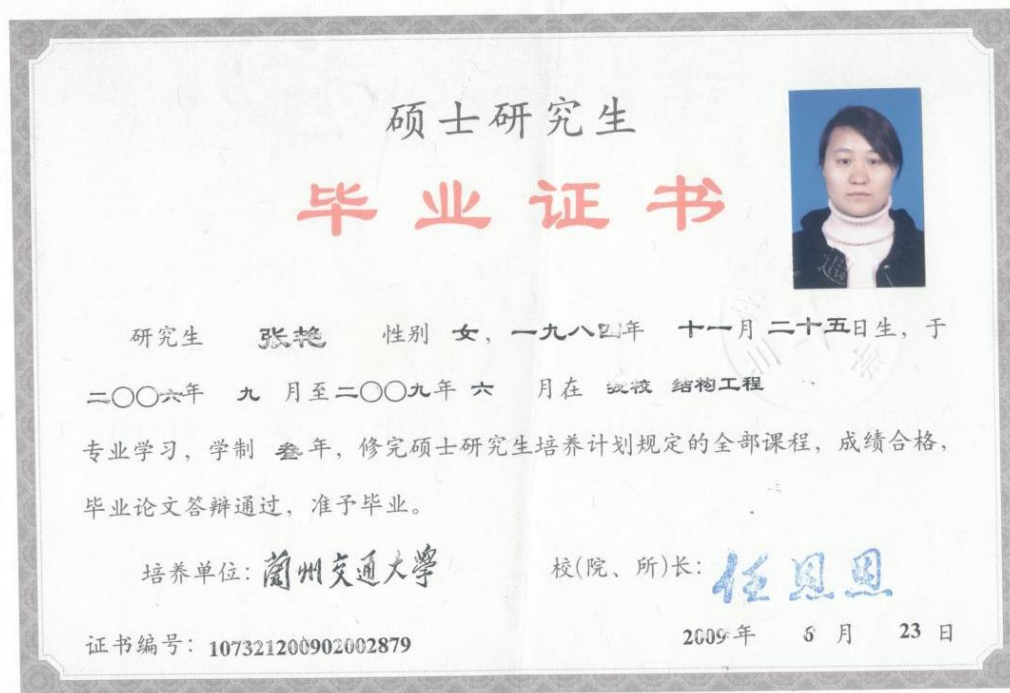 硕士研究生
毕业证书
研究生 张艳 性别 女，一九八四年 十一月二十五日生，于
二〇〇六年 九 月至二〇〇九年 六 月在 我校 结构工程
专业学习，学制 叁年，修完硕士研究生培养计划规定的全部课程，成绩合格，
毕业论文答辩通过，准予毕业。
培养单位：蘭州交通大學 校(院、所)长：任恩恩
证书编号：107321200902002879 2009年 6月 23日